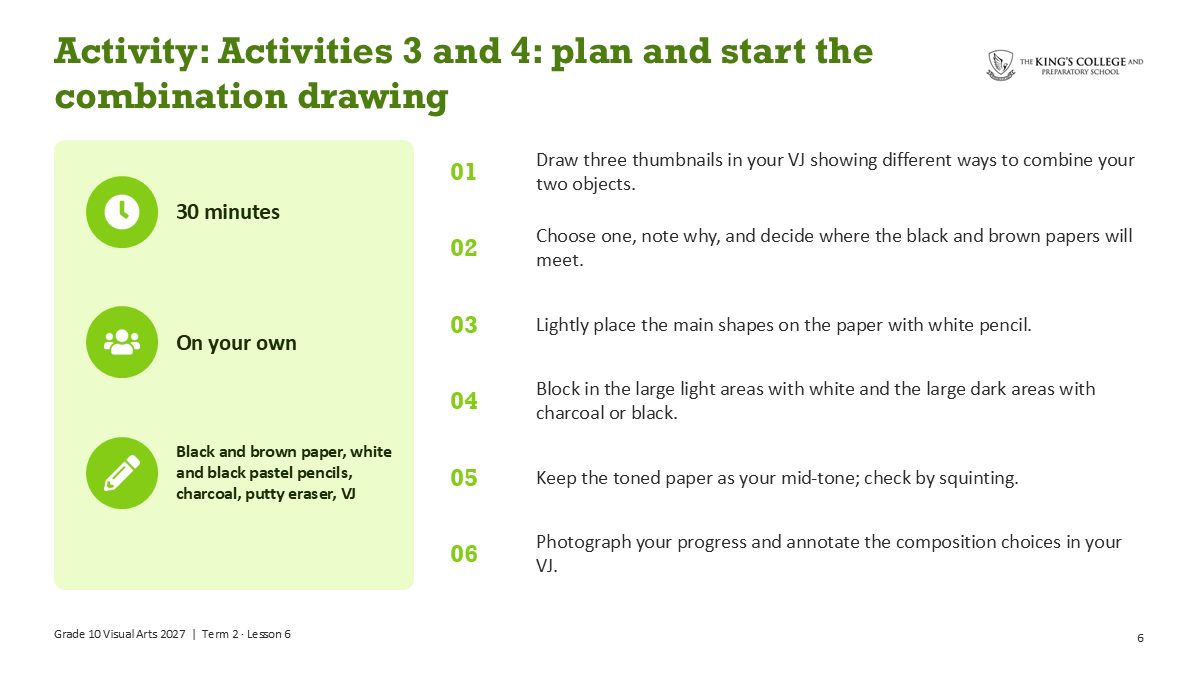 Activity: Activities 3 and 4: plan and start the
combination drawing
THE KING'S COLLEGE AND
PREPARATORY SCHOOL
30 minutes
On your own
Black and brown paper, white
and black pastel pencils,
charcoal, putty eraser, VJ
01
Draw three thumbnails in your VJ showing different ways to combine your
two objects.
02
Choose one, note why, and decide where the black and brown papers will
meet.
03
Lightly place the main shapes on the paper with white pencil.
04
Block in the large light areas with white and the large dark areas with
charcoal or black.
05
Keep the toned paper as your mid-tone; check by squinting.
06
Photograph your progress and annotate the composition choices in your
VJ.
Grade 10 Visual Arts 2027 | Term 2 · Lesson 6
6